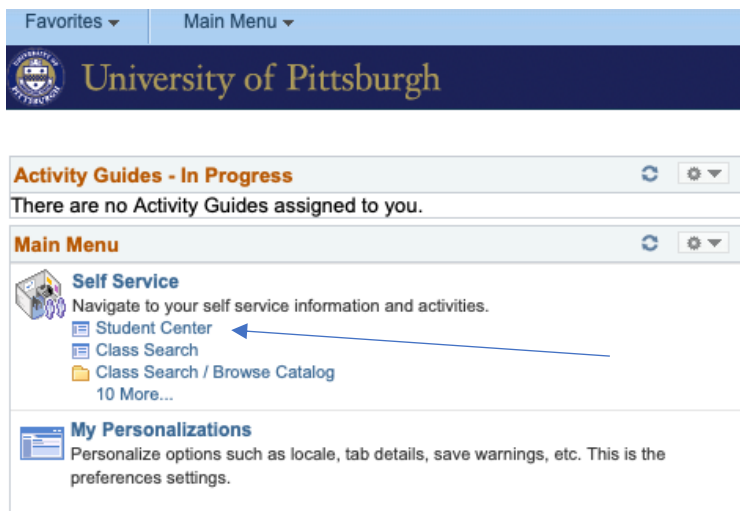 Favorites Main Menu
University of Pittsburgh
Activity Guides - In Progress
There are no Activity Guides assigned to you.
Main Menu
Self Service
Navigate to your self service information and activities.
Student Center
Class Search
Class Search / Browse Catalog
10 More...
My Personalizations
Personalize options such as locale, tab details, save warnings, etc. This is the
preferences settings.